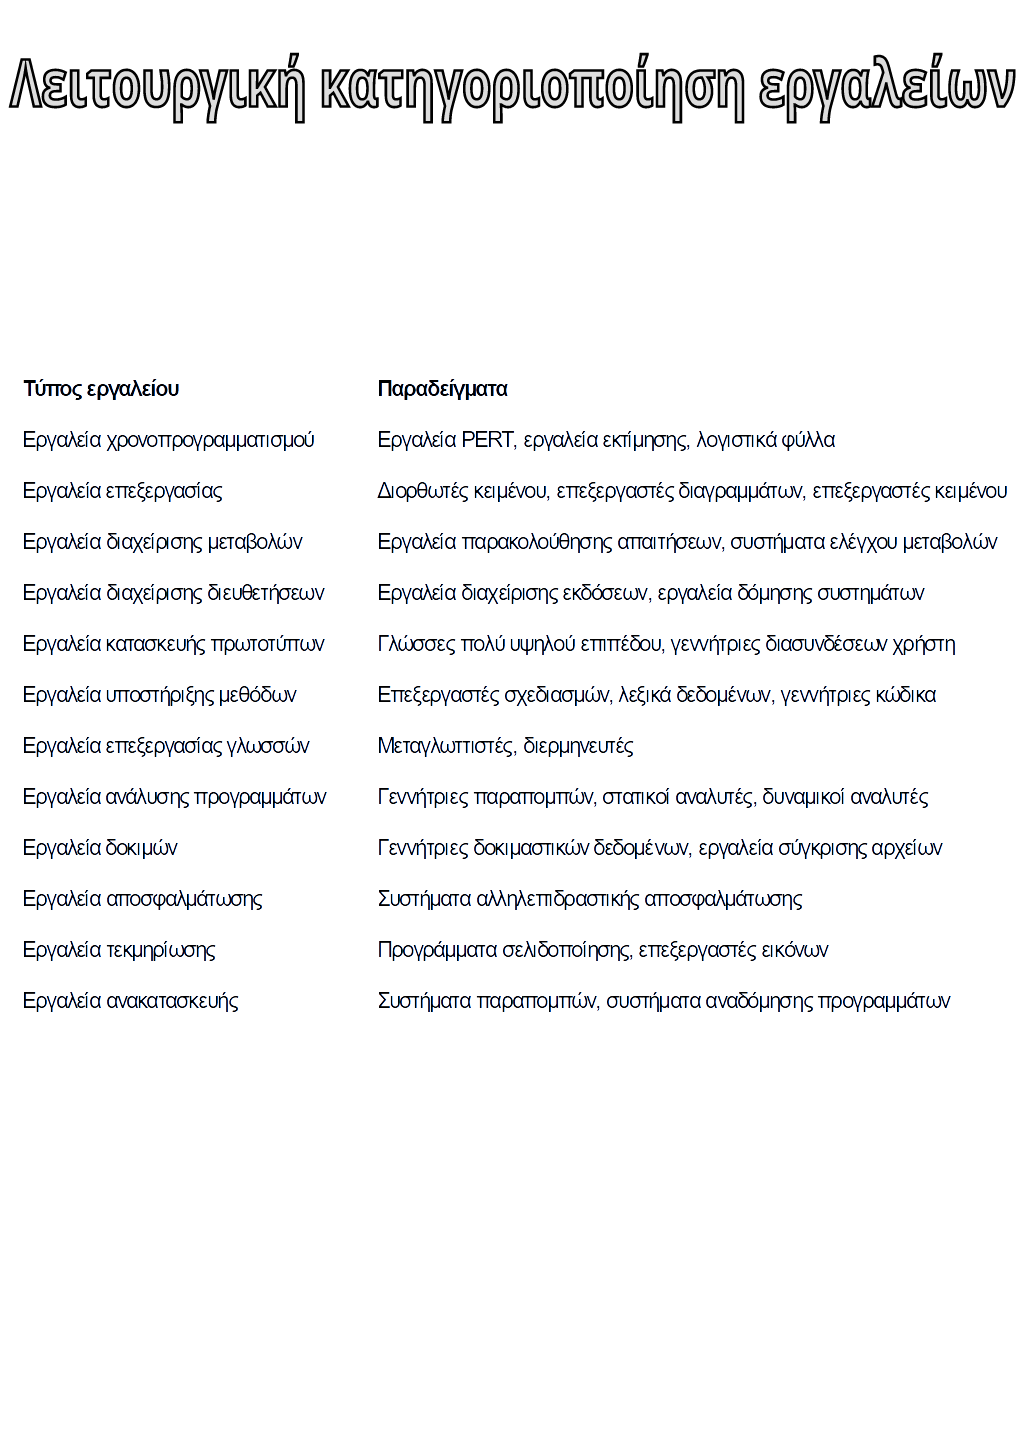 Λειτουργική κατηγοριοποίηση εργαλείων
Τύπος εργαλείου Παραδείγματα
Εργαλεία χρονοπρογραμματισμού Εργαλεία PERT, εργαλεία εκτίμησης, λογιστικά φύλλα
Εργαλεία επεξεργασίας Διορθωτές κειμένου, επεξεργαστές διαγραμμάτων, επεξεργαστές κειμένου
Εργαλεία διαχείρισης μεταβολών Εργαλεία παρακολούθησης απαιτήσεων, συστήματα ελέγχου μεταβολών
Εργαλεία διαχείρισης διευθετήσεων Εργαλεία διαχείρισης εκδόσεων, εργαλεία δόμησης συστημάτων
Εργαλεία κατασκευής πρωτοτύπων Γλώσσες πολύ υψηλού επιπέδου, γεννήτριες διασυνδέσεων χρήστη
Εργαλεία υποστήριξης μεθόδων Επεξεργαστές σχεδιασμών, λεξικά δεδομένων, γεννήτριες κώδικα
Εργαλεία επεξεργασίας γλωσσών Μεταγλωττιστές, διερμηνευτές
Εργαλεία ανάλυσης προγραμμάτων Γεννήτριες παραπομπών, στατικοί αναλυτές, δυναμικοί αναλυτές
Εργαλεία δοκιμών Γεννήτριες δοκιμαστικών δεδομένων, εργαλεία σύγκρισης αρχείων
Εργαλεία αποσφαλμάτωσης Συστήματα αλληλεπιδραστικής αποσφαλμάτωσης
Εργαλεία τεκμηρίωσης Προγράμματα σελιδοποίησης, επεξεργαστές εικόνων
Εργαλεία ανακατασκευής Συστήματα παραπομπών, συστήματα αναδόμησης προγραμμάτων